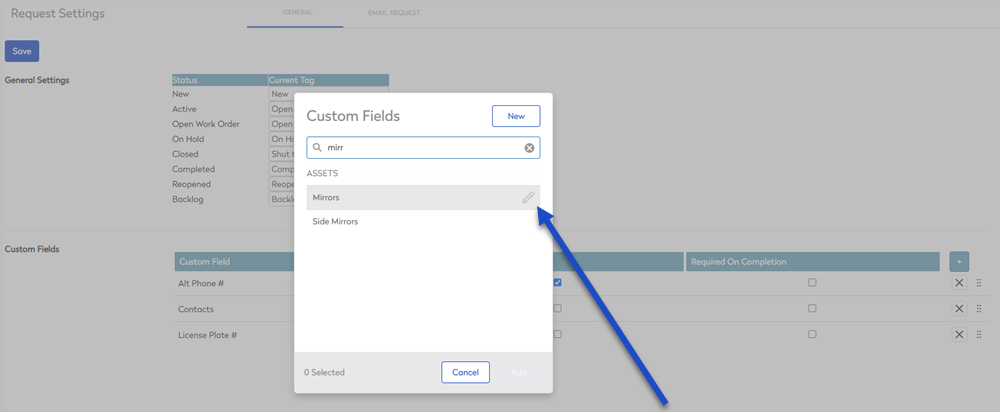 Request Settings
GENERAL
EMAIL REQUEST
Save
General Settings
Status Current Tag
New New
Active Open
Open Work Order Open
On Hold On Ho
Closed Shut t
Completed Comp
Reopened Reope
Backlog Backl
Custom Fields
New
mirr
ASSETS
Mirrors
Side Mirrors
0 Selected
Cancel
Add
Custom Fields
Custom Field Required On Completion +
Alt Phone #
Contacts
License Plate #